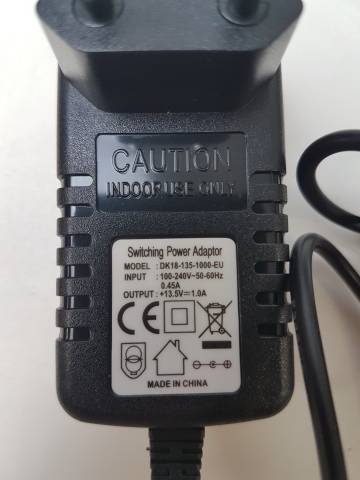 CAUTION
INDOOR USE ONLY
Switching Power Adaptor
MODEL : DK18-135-1000-EU
INPUT : 100-240V~50-60Hz
0.45A
OUTPUT : +13.5V⎓1.0A
CE
MADE IN CHINA